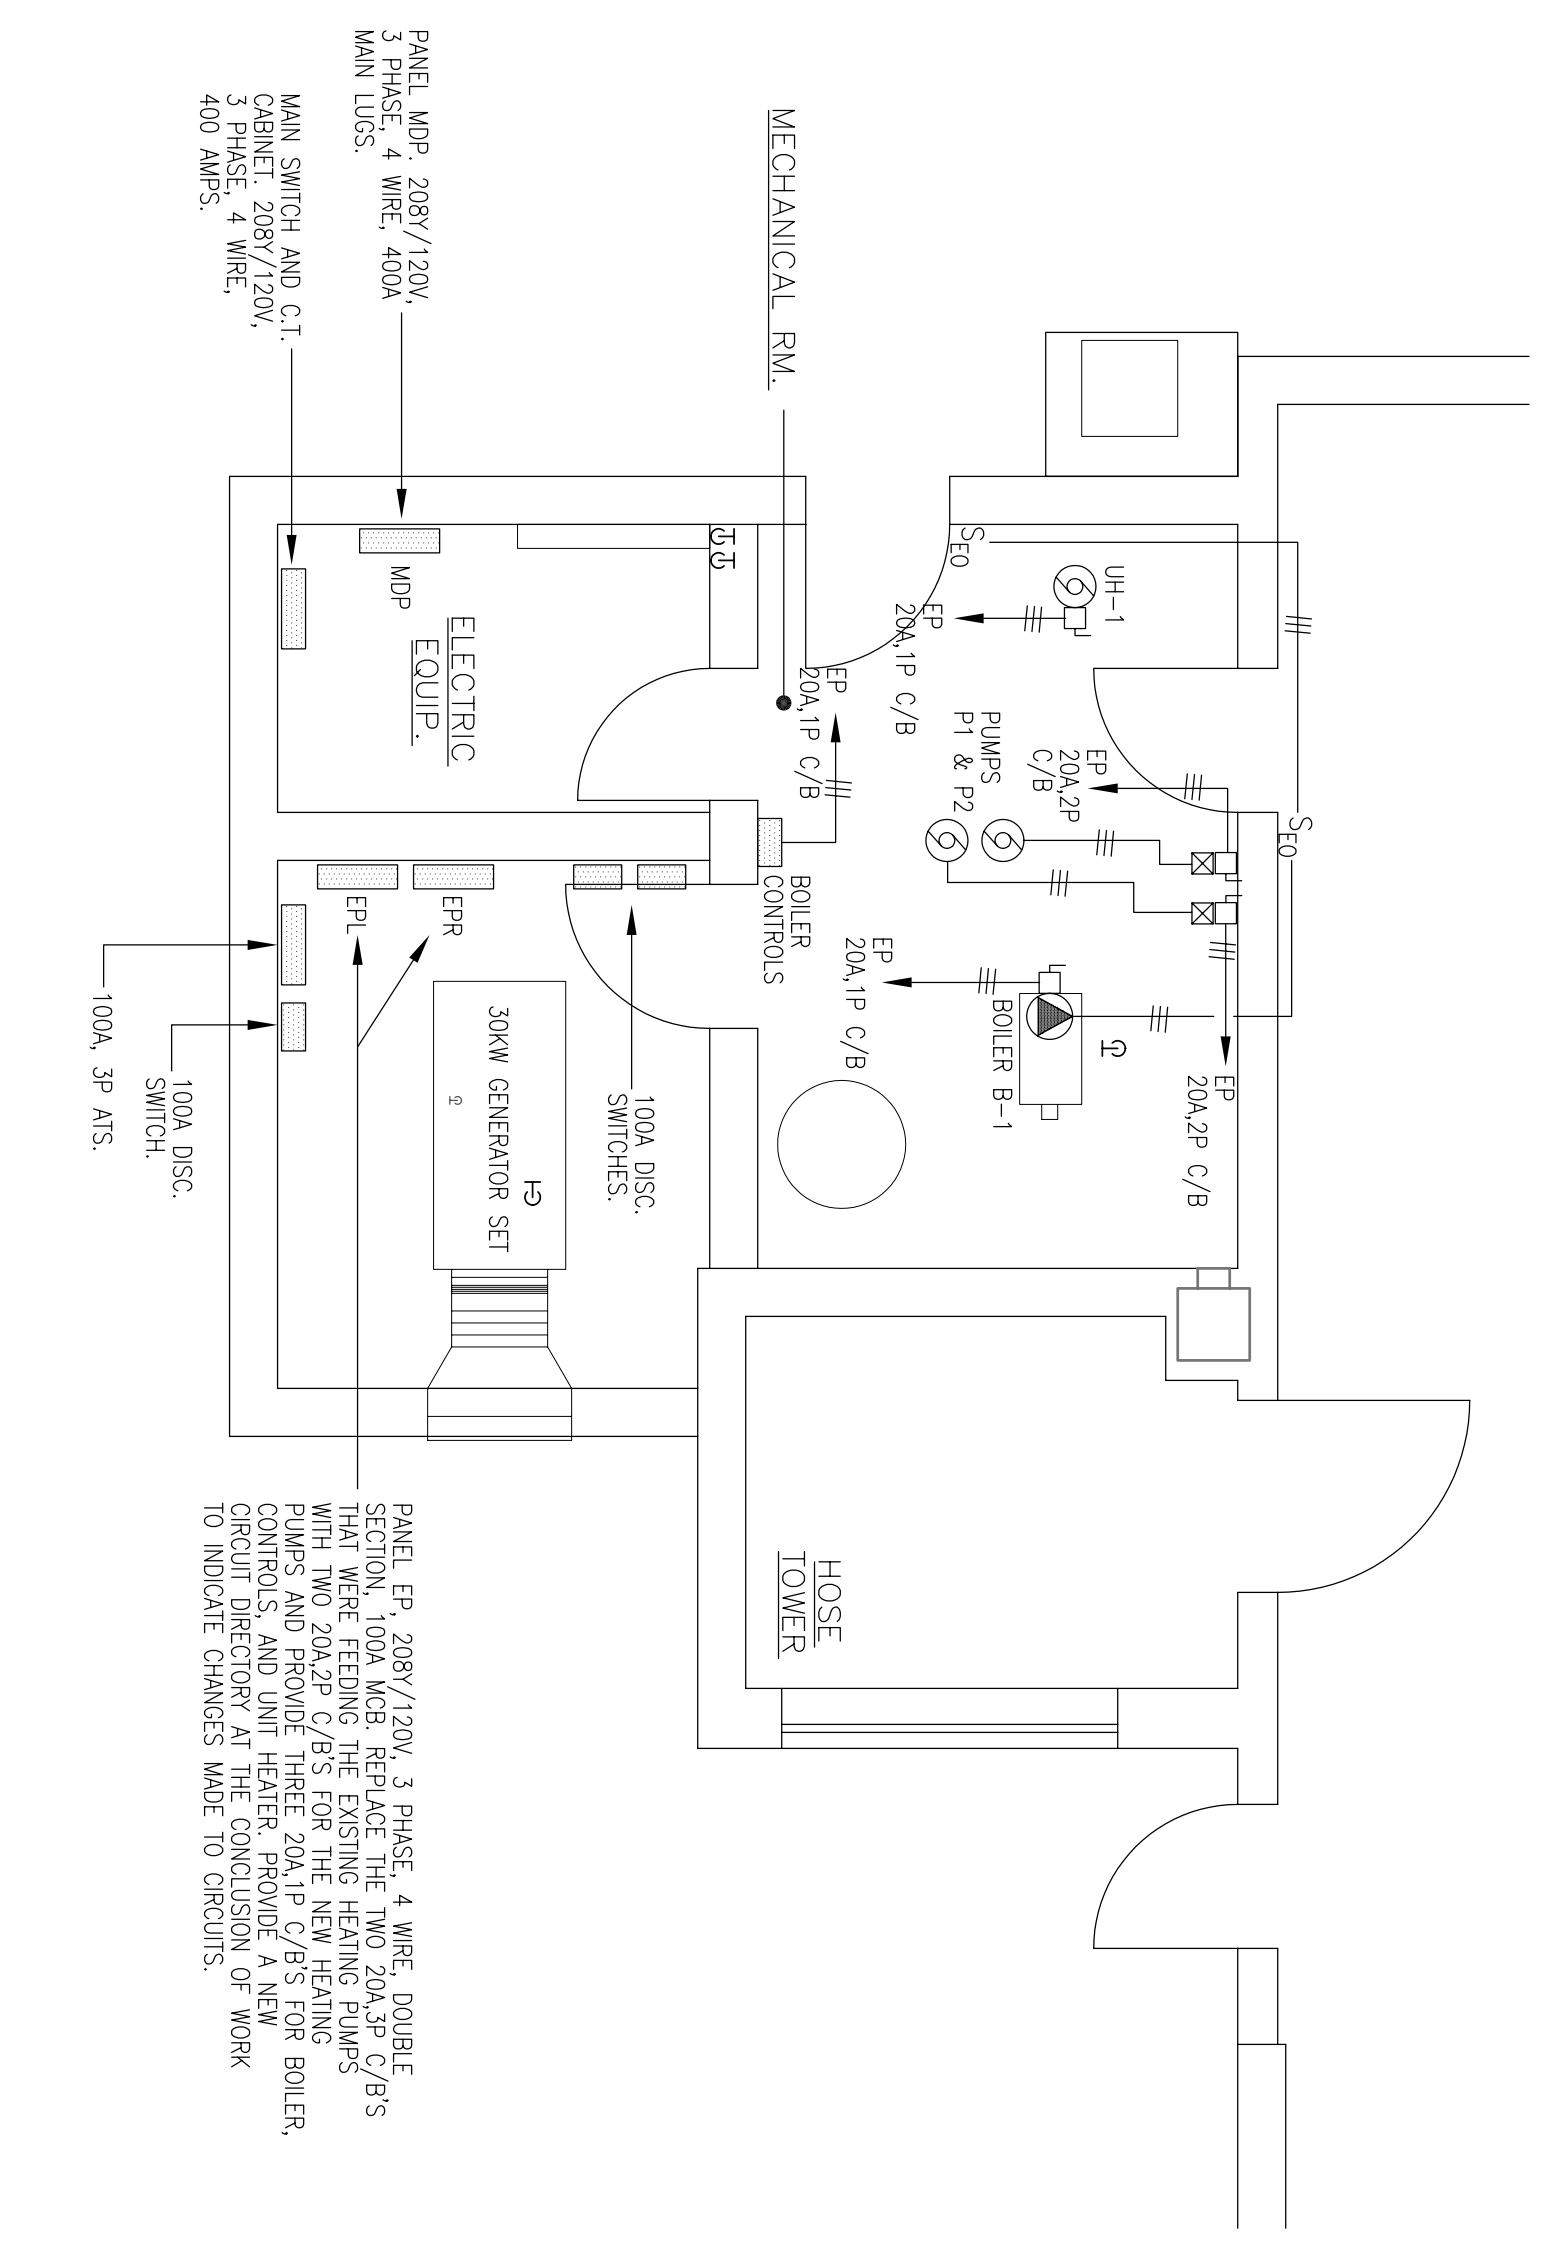 EP
20A,2P C/B
S
EO
UH-1
EP
20A,2P
C/B
BOILER B-1
PUMPS
P1 & P2
S
EO
EP
20A,1P C/B
EP
20A,1P C/B
EP
20A,1P C/B
BOILER
CONTROLS
MECHANICAL RM.
HOSE
TOWER
100A DISC.
SWITCHES.
30KW GENERATOR SET
ELECTRIC
EQUIP.
MDP
EPR
EPL
PANEL MDP. 208Y/120V,
3 PHASE, 4 WIRE, 400A
MAIN LUGS.
MAIN SWITCH AND C.T.
CABINET. 208Y/120V,
3 PHASE, 4 WIRE,
400 AMPS.
100A DISC.
SWITCH.
100A, 3P ATS.
PANEL EP, 208Y/120V, 3 PHASE, 4 WIRE, DOUBLE
SECTION, 100A MCB. REPLACE THE TWO 20A,3P C/B'S
THAT WERE FEEDING THE EXISTING HEATING PUMPS
WITH TWO 20A,2P C/B'S FOR THE NEW HEATING
PUMPS AND PROVIDE THREE 20A,1P C/B'S FOR BOILER,
CONTROLS, AND UNIT HEATER. PROVIDE A NEW
CIRCUIT DIRECTORY AT THE CONCLUSION OF WORK
TO INDICATE CHANGES MADE TO CIRCUITS.